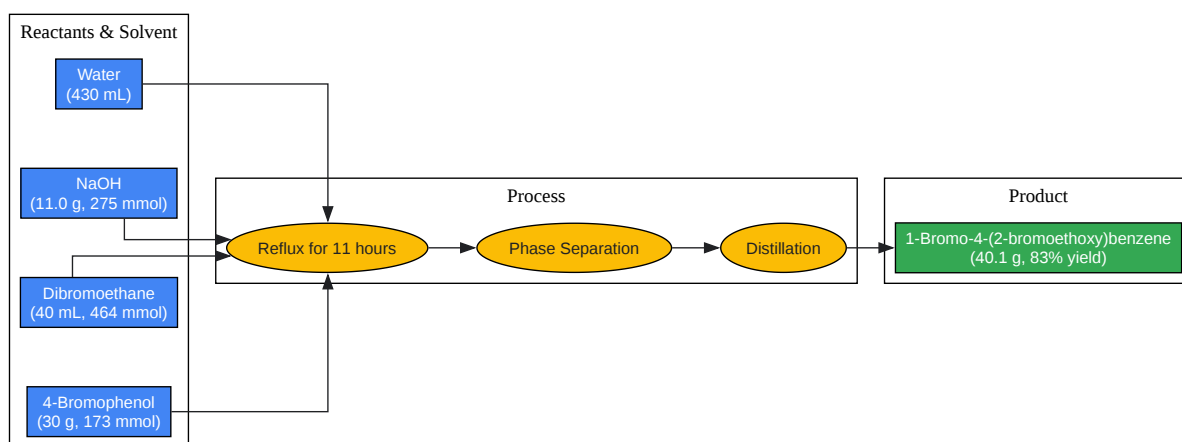 Reactants & Solvent
Water
(430 mL)
NaOH
(11.0 g, 275 mmol)
Dibromoethane
(40 mL, 464 mmol)
4-Bromophenol
(30 g, 173 mmol)
Process
Reflux for 11 hours
Phase Separation
Distillation
Product
1-Bromo-4-(2-bromoethoxy)benzene
(40.1 g, 83% yield)